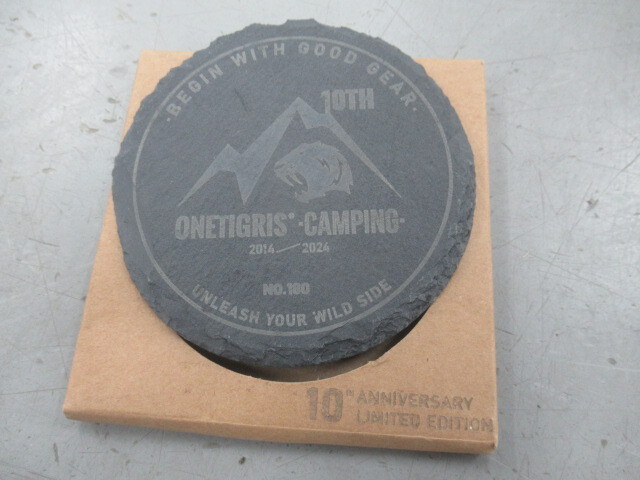 ·BEGIN WITH GOOD GEAR·
10TH
ONETIGRIS® ·CAMPING·
2014 — 2024
NO.180
UNLEASH YOUR WILD SIDE
10TH ANNIVERSARY
LIMITED EDITION